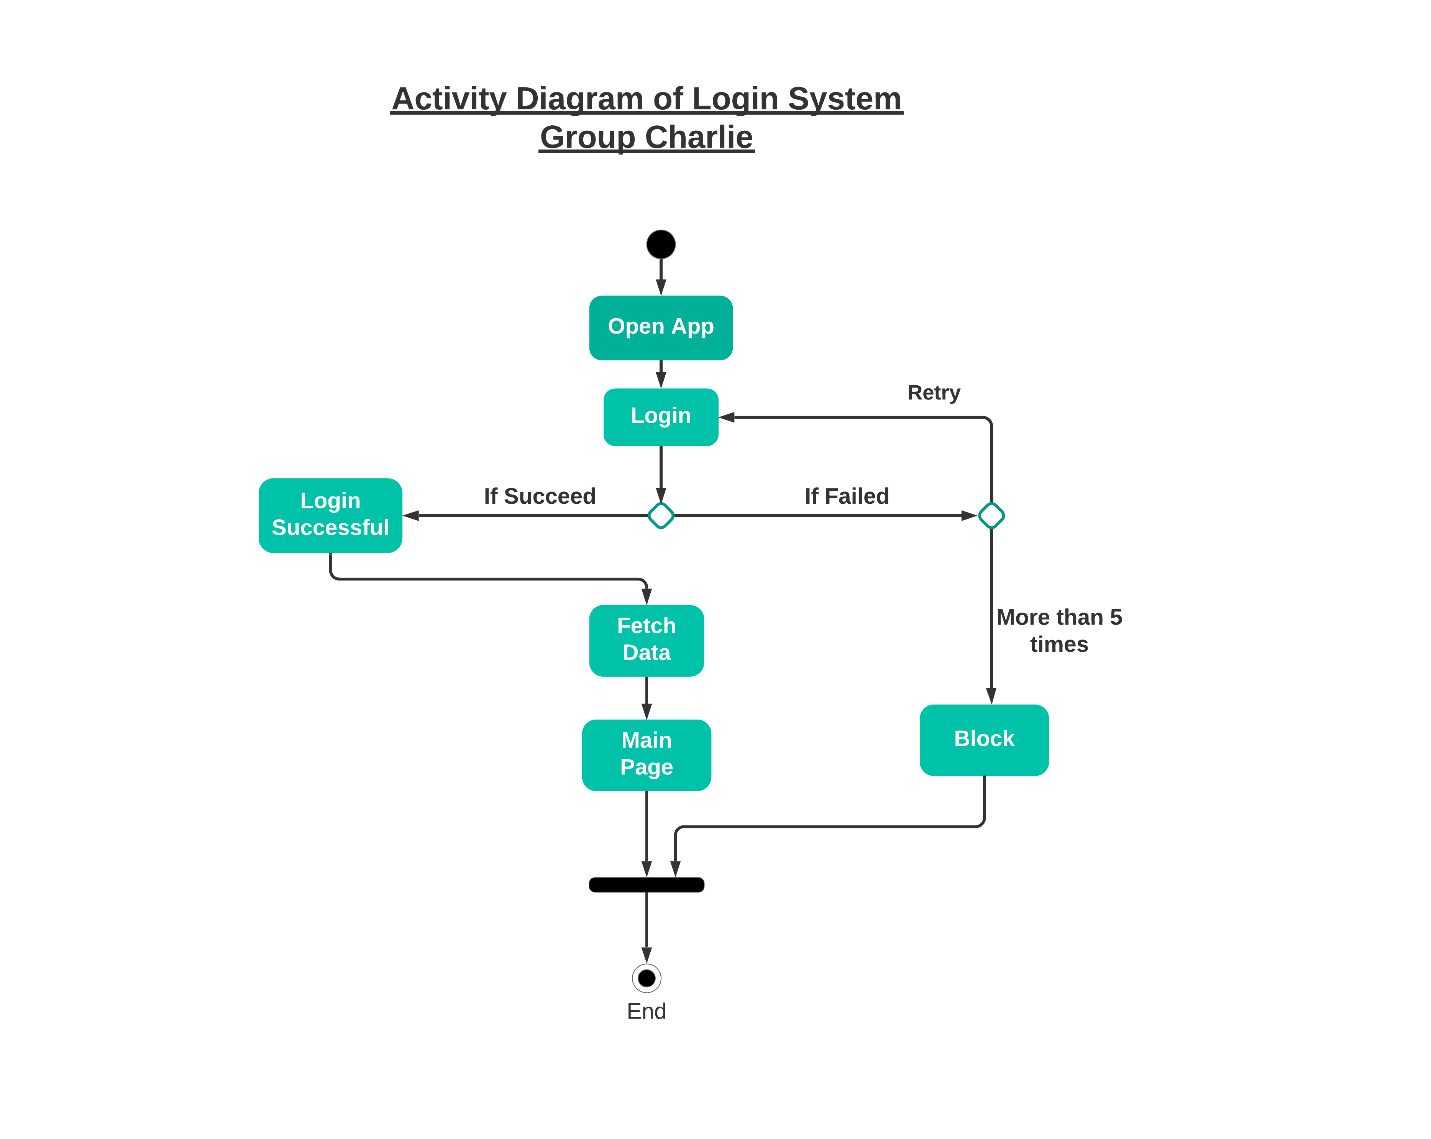 Activity Diagram of Login System
Group Charlie
Open App
Retry
Login
If Succeed
If Failed
Login
Successful
More than 5
times
Fetch
Data
Main
Page
Block
End